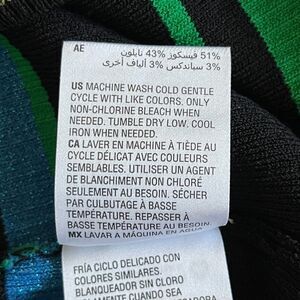 AE
51% فيسكوز 43% نايلون
3% سباندكس 3% ألياف أخرى
US MACHINE WASH COLD GENTLE
CYCLE WITH LIKE COLORS. ONLY
NON-CHLORINE BLEACH WHEN
NEEDED. TUMBLE DRY LOW. COOL
IRON WHEN NEEDED.
CA LAVER EN MACHINE À TIÈDE AU
CYCLE DÉLICAT AVEC COULEURS
SEMBLABLES. UTILISER UN AGENT
DE BLANCHIMENT NON CHLORÉ
SEULEMENT AU BESOIN. SÉCHER
PAR CULBUTAGE À BASSE
TEMPÉRATURE. REPASSER À
BASSE TEMPÉRATURE AU BESOIN.
MX LAVAR A MÁQUINA EN AGUA
FRÍA CICLO DELICADO CON
COLORES SIMILARES.
BLANQUEADOR SIN CLORO
CUANDO SEA